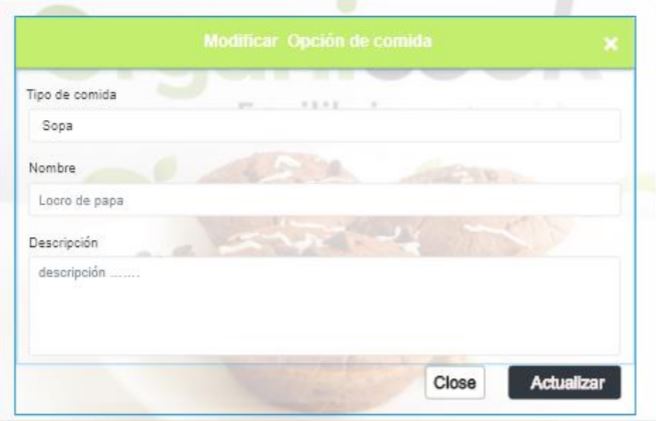 Modificar Opción de comida
×
Tipo de comida
Sopa
Nombre
Locro de papa
Descripción
descripción .......
Close
Actualizar